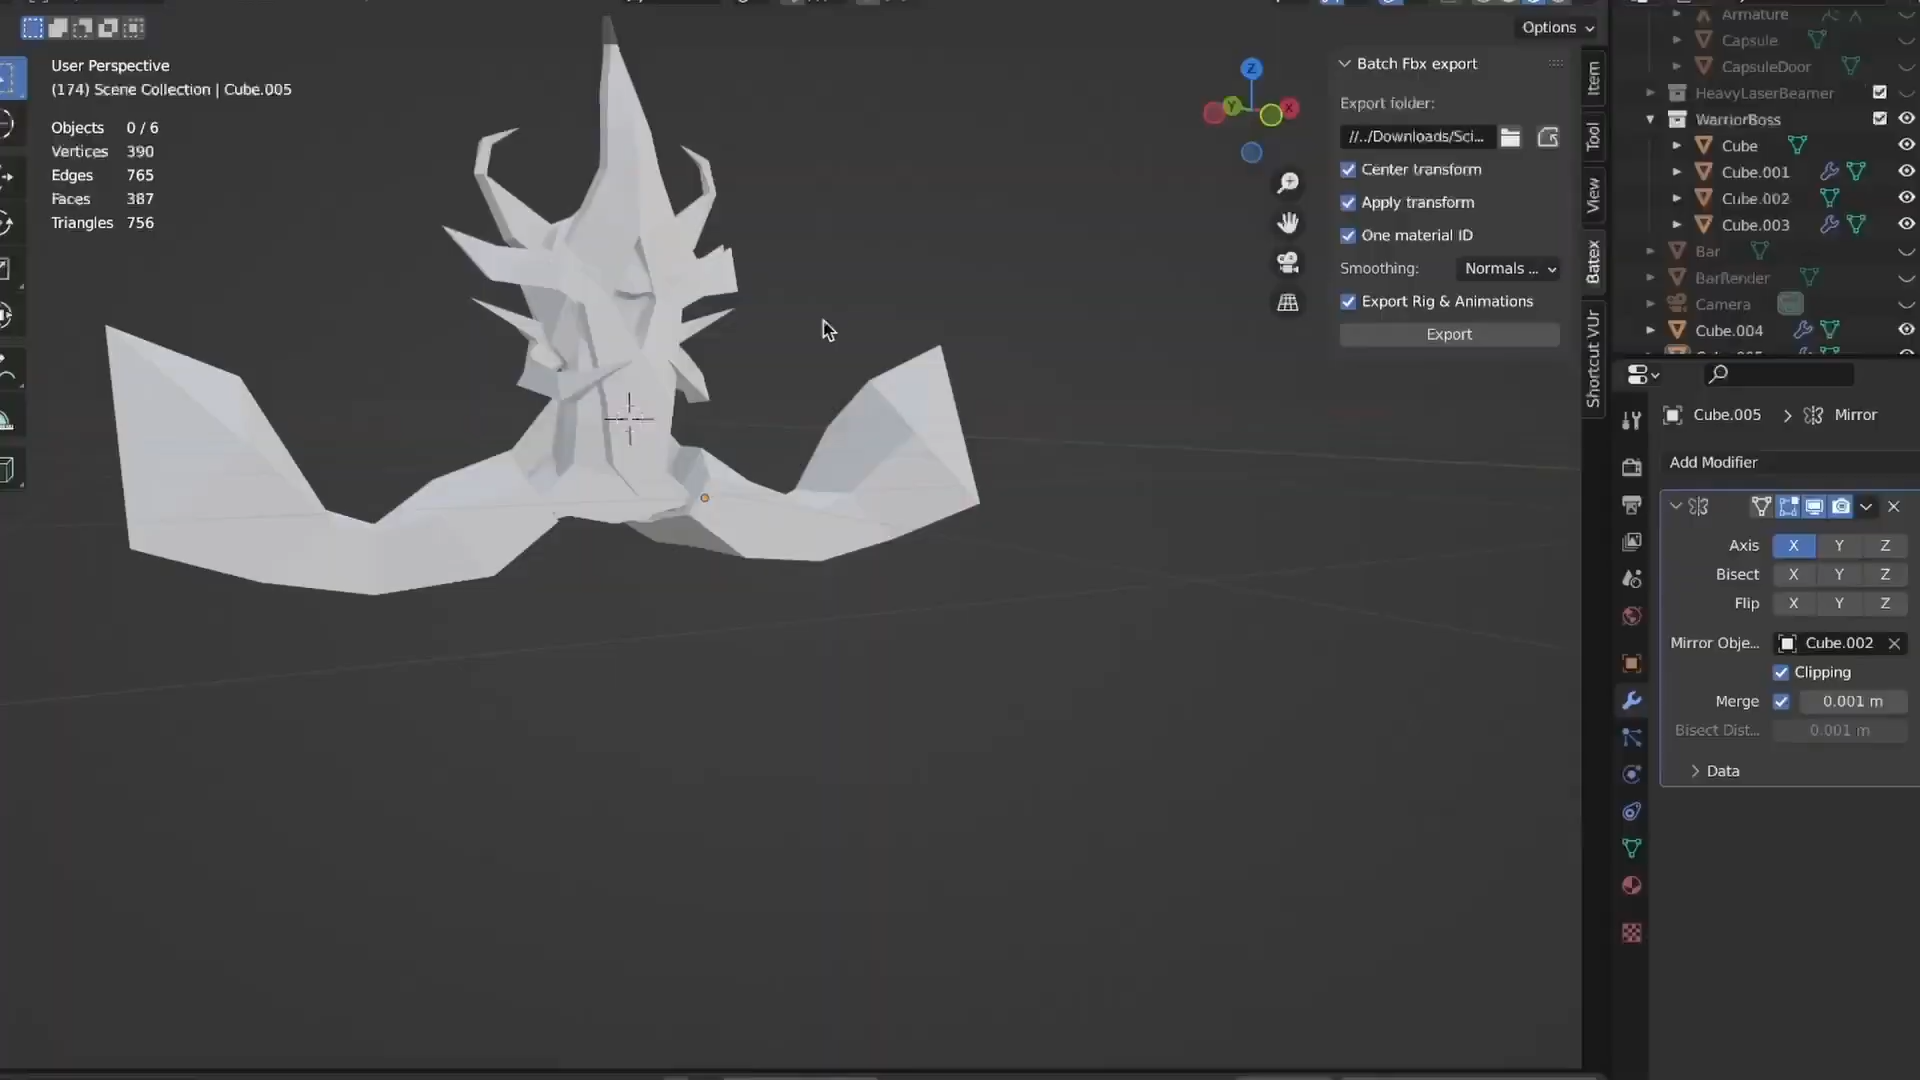 Options
User Perspective
(174) Scene Collection | Cube.005
Objects 0 / 6
Vertices 390
Edges 765
Faces 387
Triangles 756
Z
Y
X
Batch Fbx export
Export folder:
//../Downloads/Sci...
Center transform
Apply transform
One material ID
Smoothing: Normals ...
Export Rig & Animations
Export
Item
Tool
View
Batex
Shortcut VUr
Armature
Capsule
CapsuleDoor
HeavyLaserBeamer
WarriorBoss
Cube
Cube.001
Cube.002
Cube.003
Bar
BarRender
Camera
Cube.004
Cube.005 > Mirror
Add Modifier
Axis X Y Z
Bisect X Y Z
Flip X Y Z
Mirror Obje... Cube.002
Clipping
Merge 0.001 m
Bisect Dist... 0.001 m
Data